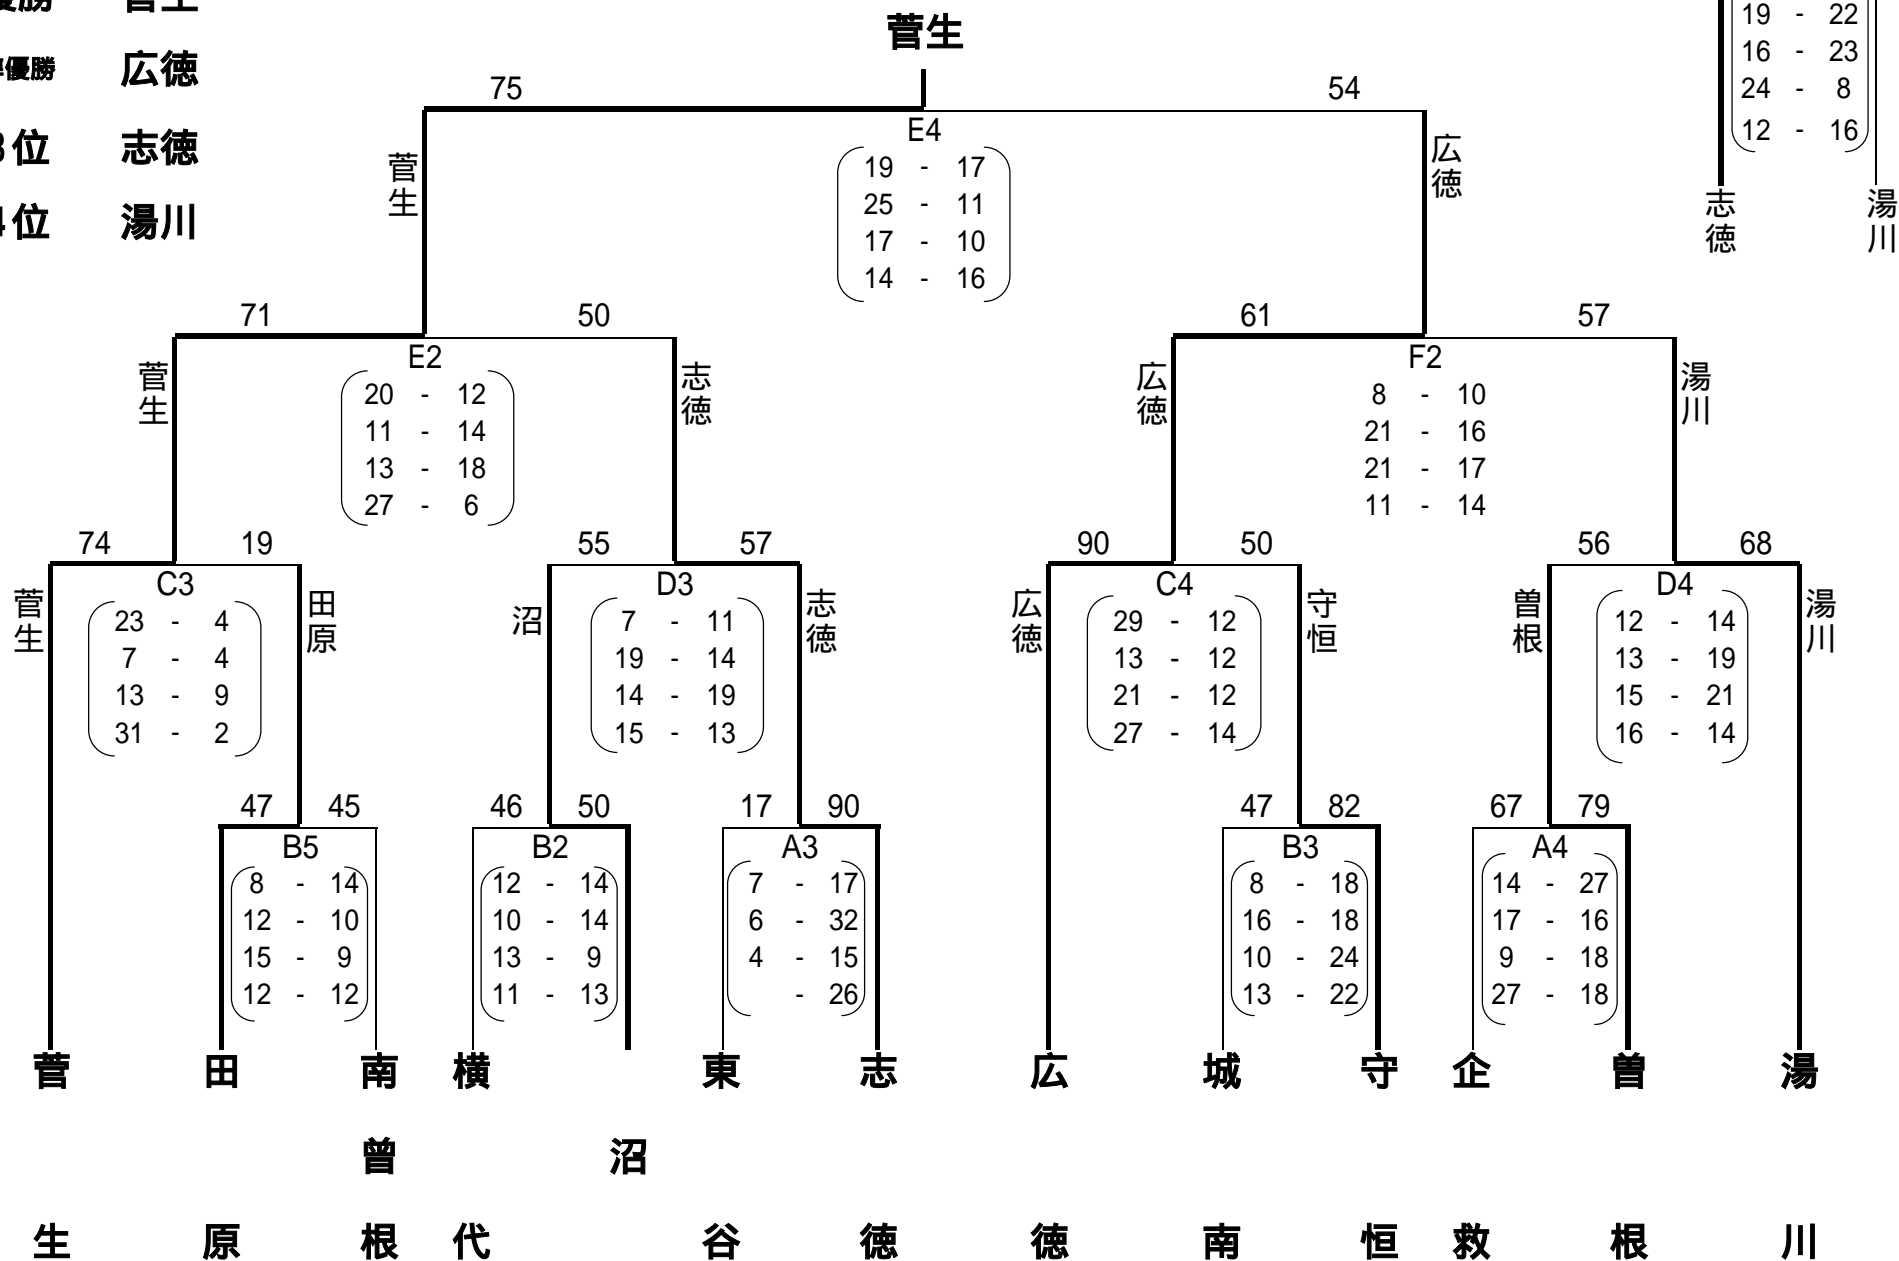 優勝 菅生
準優勝 広徳
3位 志徳
4位 湯川
菅生
75 54
E4
19 - 17
25 - 11
17 - 10
14 - 16
菅生
広徳
19 - 22
16 - 23
24 - 8
12 - 16
志徳
湯川
71 50
E2
20 - 12
11 - 14
13 - 18
27 - 6
菅生
志徳
61 57
F2
8 - 10
21 - 16
21 - 17
11 - 14
広徳
湯川
74 19
C3
23 - 4
7 - 4
13 - 9
31 - 2
菅生
田原
55 57
D3
7 - 11
19 - 14
14 - 19
15 - 13
沼
志徳
90 50
C4
29 - 12
13 - 12
21 - 12
27 - 14
広徳
守恒
56 68
D4
12 - 14
13 - 19
15 - 21
16 - 14
曽根
湯川
47 45
B5
8 - 14
12 - 10
15 - 9
12 - 12
46 50
B2
12 - 14
10 - 14
13 - 9
11 - 13
17 90
A3
7 - 17
6 - 32
4 - 15
- 26
47 82
B3
8 - 18
16 - 18
10 - 24
13 - 22
67 79
A4
14 - 27
17 - 16
9 - 18
27 - 18
菅生
田原
南曾根
横代
沼
東谷
志徳
広徳
城南
守恒
企救
曽根
湯川